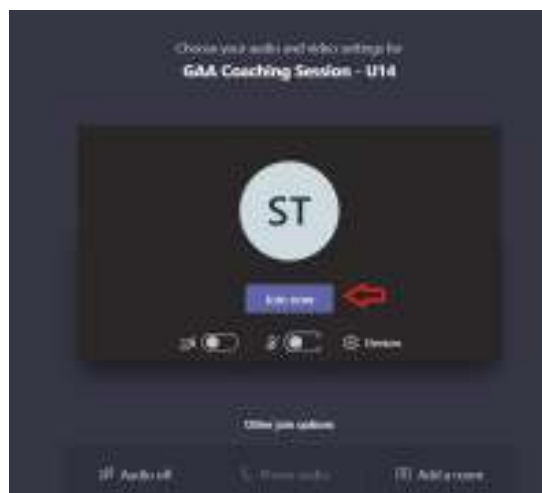 Choose your audio and video settings for
GAA Coaching Session - U14
ST
Join now
Devices
Other join options
Audio off
Phone audio
Add a room